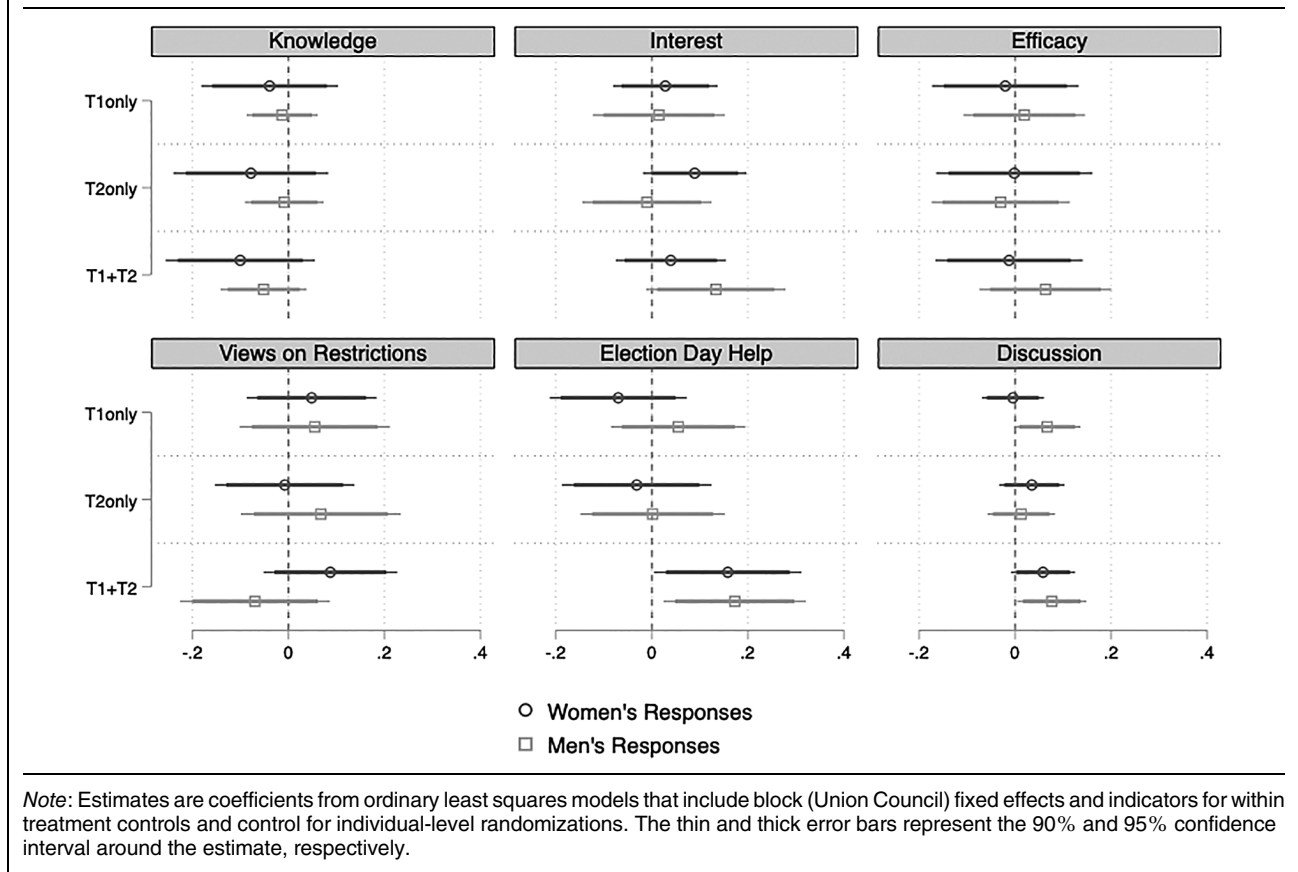 Knowledge Interest Efficacy
T1only
T2only
T1+T2
Views on Restrictions Election Day Help Discussion
T1only
T2only
T1+T2
-.2 0 .2 .4 -.2 0 .2 .4 -.2 0 .2 .4
Women's Responses
Men's Responses
Note: Estimates are coefficients from ordinary least squares models that include block (Union Council) fixed effects and indicators for within
treatment controls and control for individual-level randomizations. The thin and thick error bars represent the 90% and 95% confidence
interval around the estimate, respectively.